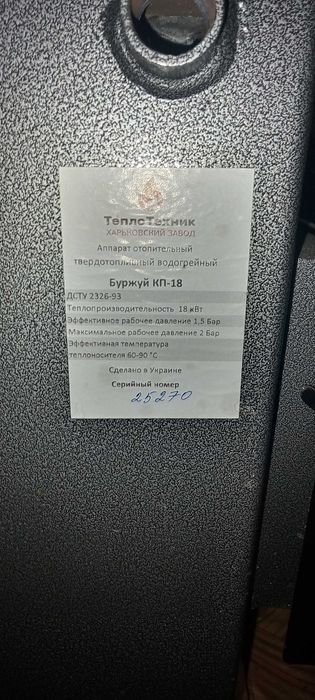 ТеплоТехник
ХАРЬКОВСКИЙ ЗАВОД
Аппарат отопительный
твердотопливный водогрейный
Буржуй КП-18
ДСТУ 2326-93
Теплопроизводительность 18 кВт
Эффективное рабочее давление 1,5 Бар
Максимальное рабочее давление 2 Бар
Эффективная температура
теплоносителя 60-90 °С
Сделано в Украине
Серийный номер
25270